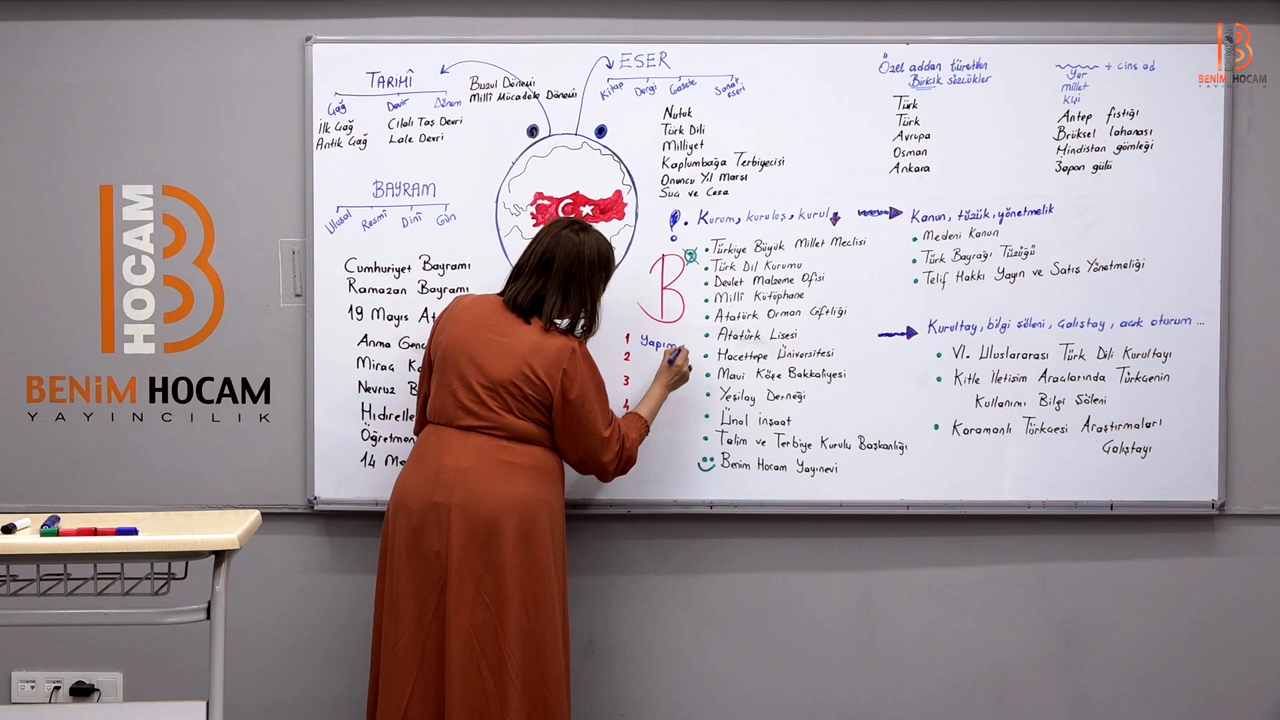 BENİM HOCAM
YAYINCILIK
HOCAM
BENİM HOCAM
YAYINCILIK
TARİHÎ
Çağ Devir Dönem
İlk Çağ
Antik Çağ
Cilalı Taş Devri
Lale Devri
Buzul Dönemi
Millî Mücadele Dönemi
BAYRAM
Ulusal Resmî Dinî Gün
Cumhuriyet Bayramı
Ramazan Bayramı
19 Mayıs At
Anma Genç
Miraç Ka
Nevruz B
Hıdırelle
Öğretmen
14 Ma
ESER
Kitap Dergi Gazete Sanat eseri
Nutuk
Türk Dili
Milliyet
Kaplumbağa Terbiyecisi
Onuncu Yıl Marşı
Suç ve Ceza
Özel addan türetilen
Biricik sözcükler
Türk
Türk
Avrupa
Osman
Ankara
+ cins ad
Yer
Millet
Kişi
Antep fıstığı
Brüksel lahanası
Hindistan gömleği
Japon gülü
B
1 Yapım
2
3
4
Kurum, kuruluş, kurul
Türkiye Büyük Millet Meclisi
Türk Dil Kurumu
Devlet Malzeme Ofisi
Millî Kütüphane
Atatürk Orman Çiftliği
Atatürk Lisesi
Hacettepe Üniversitesi
Mavi Köşe Bakkaliyesi
Yeşilay Derneği
Ünal İnşaat
Talim ve Terbiye Kurulu Başkanlığı
Benim Hocam Yayınevi
Kanun, tüzük, yönetmelik
Medeni Kanun
Türk Bayrağı Tüzüğü
Telif Hakkı Yayın ve Satış Yönetmeliği
Kurultay, bilgi şöleni, çalıştay, açık oturum ...
VI. Uluslararası Türk Dili Kurultayı
Kitle İletişim Araçlarında Türkçenin
Kullanımı Bilgi Şöleni
Karamanlı Türkçesi Araştırmaları
Çalıştayı